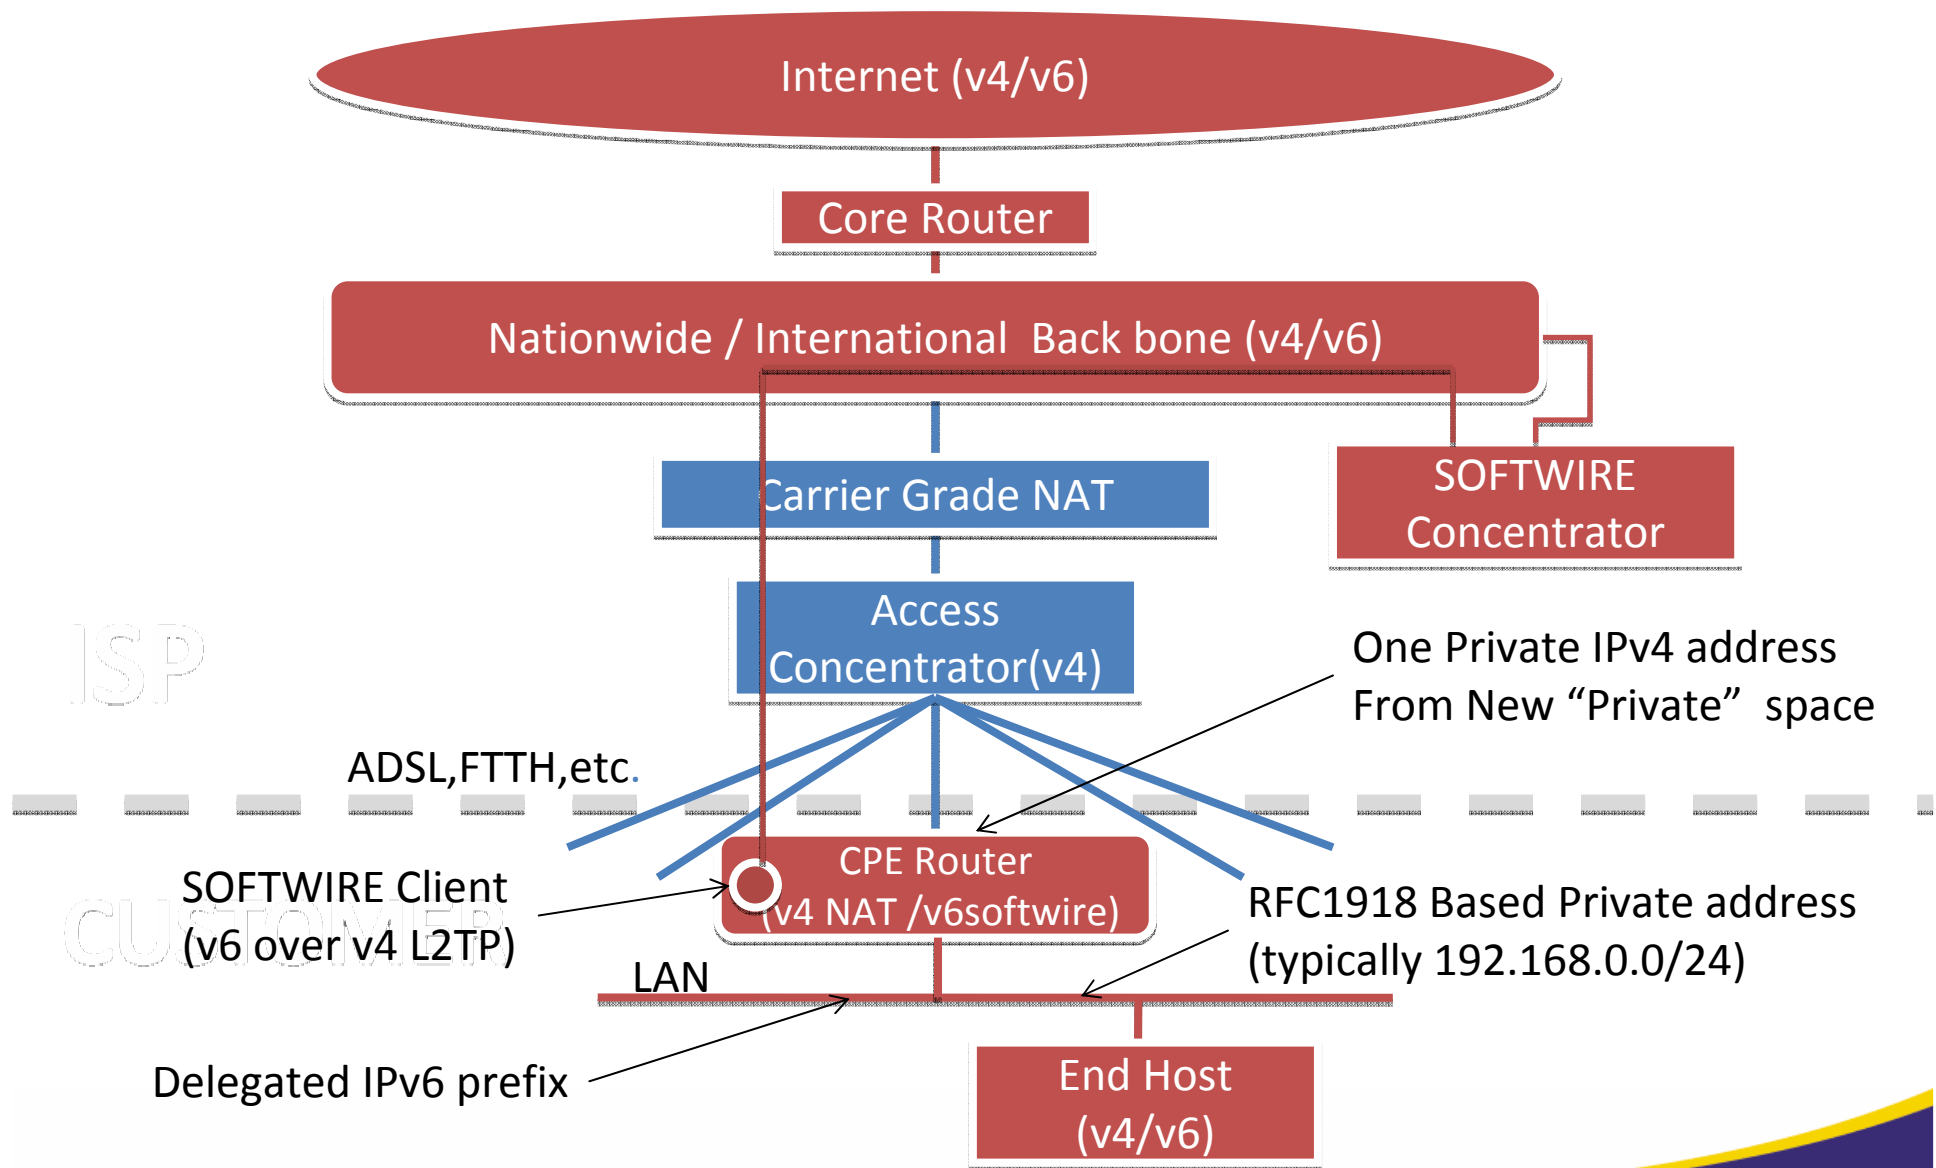 Internet (v4/v6)
Core Router
Nationwide / International Back bone (v4/v6)
Carrier Grade NAT
SOFTWIRE
Concentrator
Access
Concentrator(v4)
ISP
One Private IPv4 address
From New “Private” space
ADSL,FTTH,etc.
CPE Router
(v4 NAT /v6softwire)
SOFTWIRE Client
(v6 over v4 L2TP)
CUSTOMER
RFC1918 Based Private address
(typically 192.168.0.0/24)
LAN
Delegated IPv6 prefix
End Host
(v4/v6)